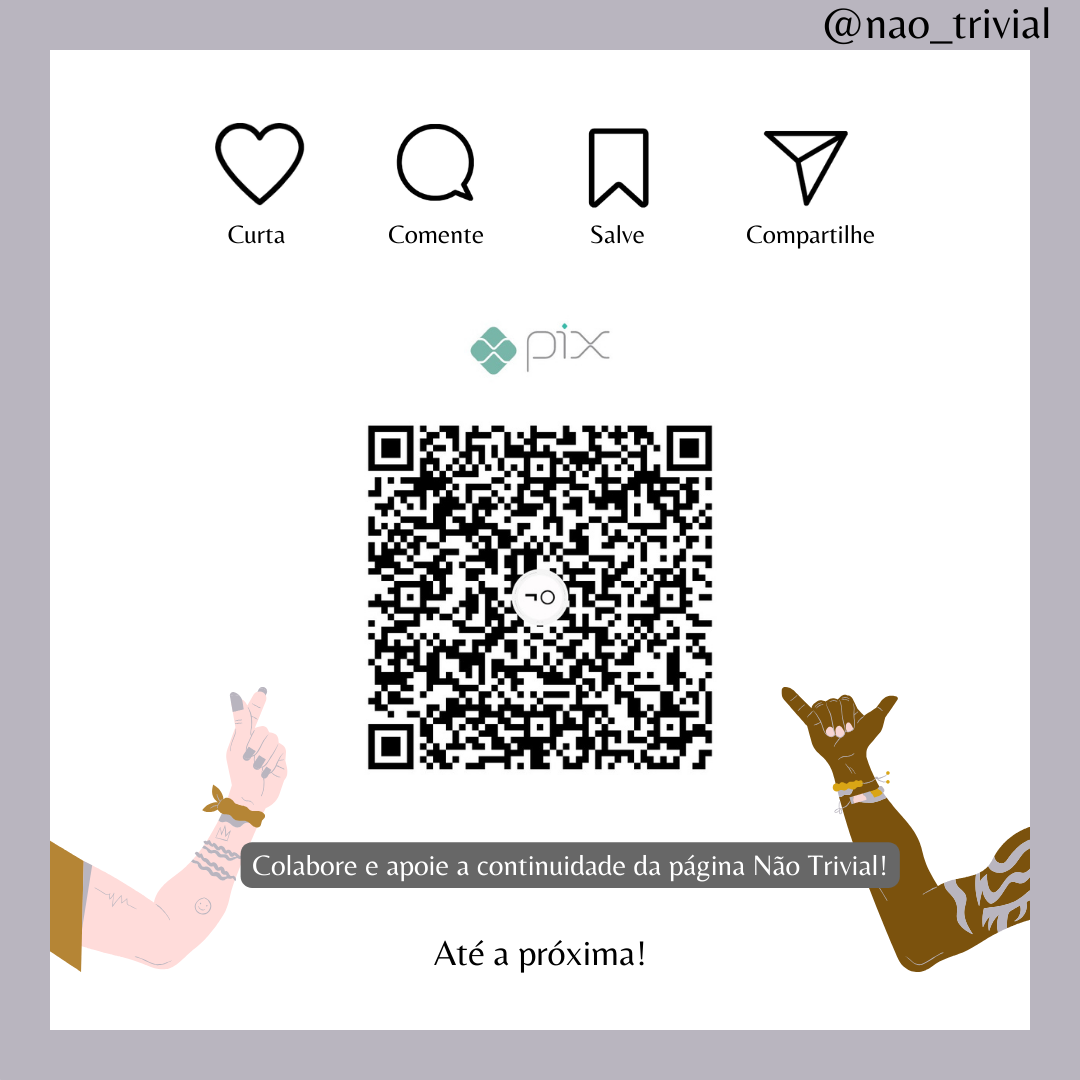 @nao_trivial
Curta Comente Salve Compartilhe
pix
Colabore e apoie a continuidade da página Não Trivial!
Até a próxima!